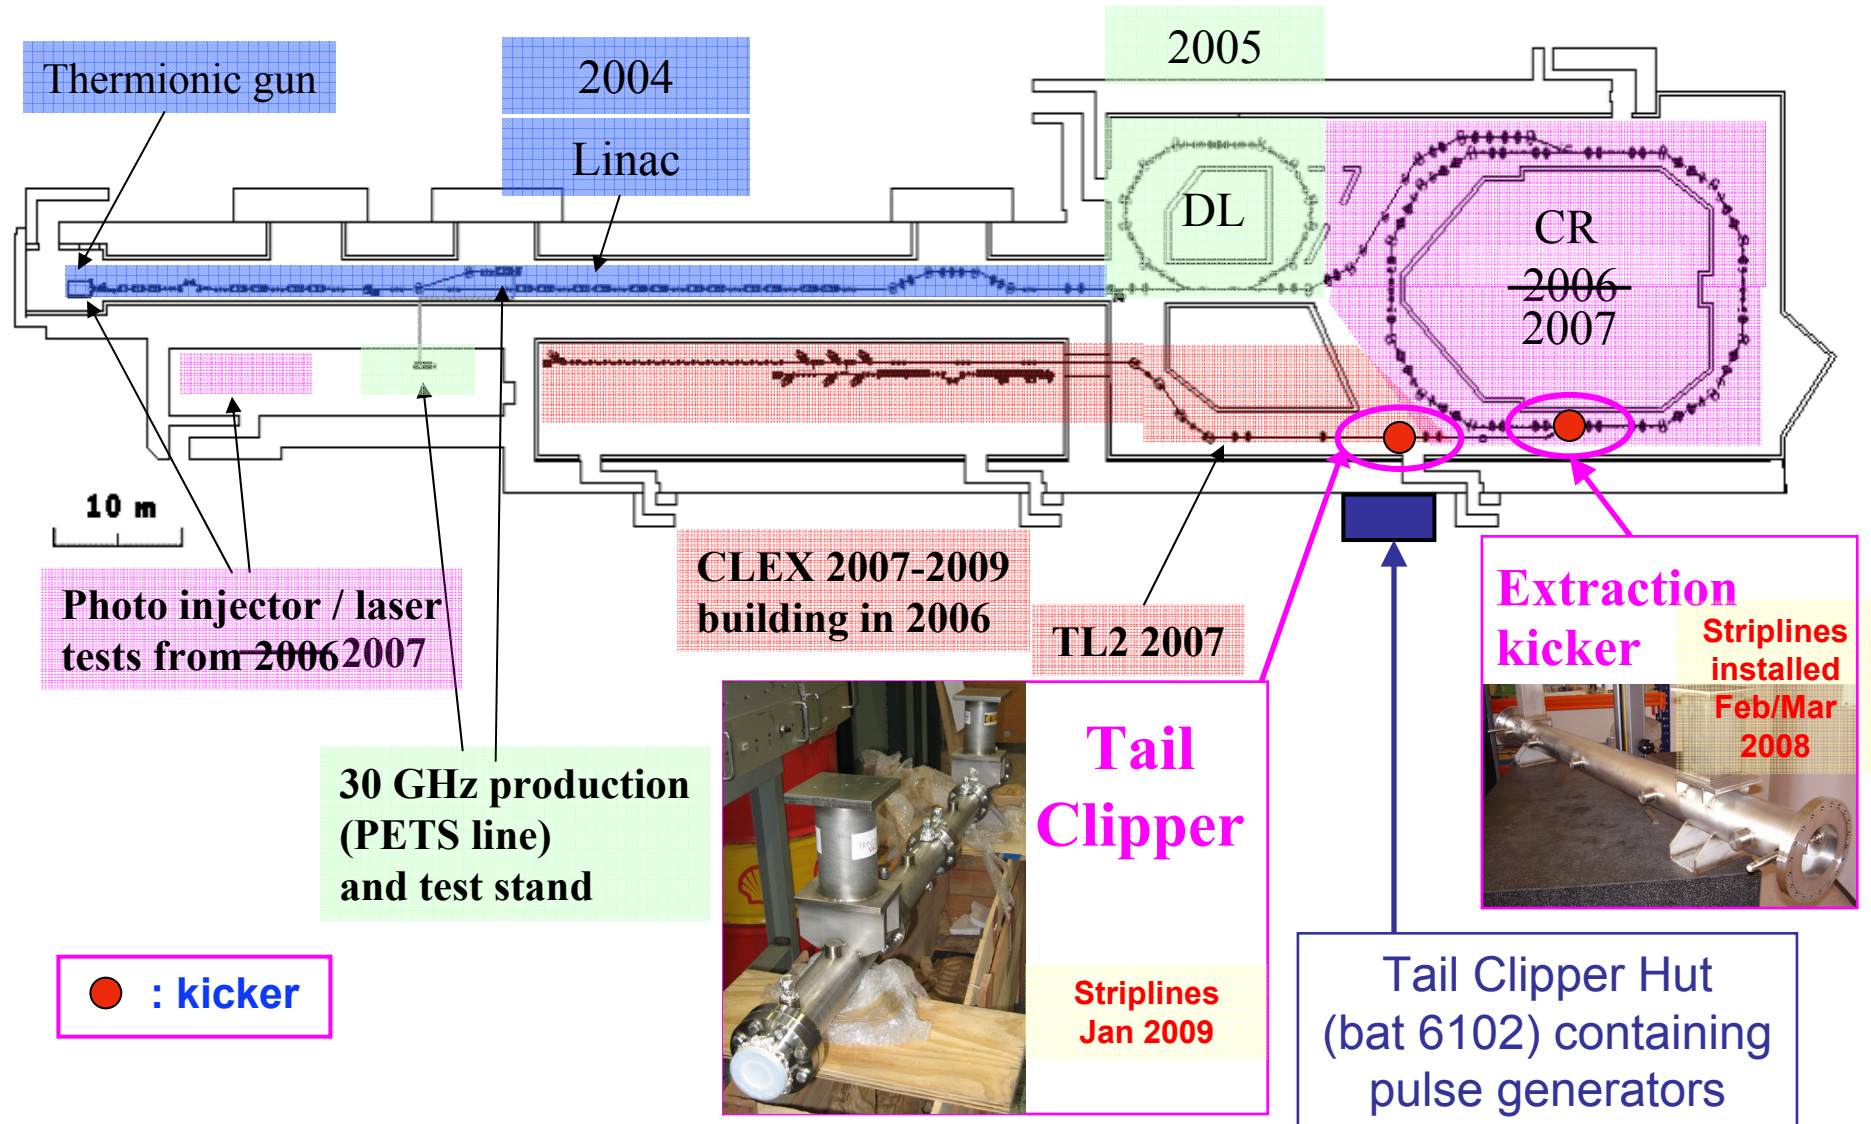 2005
Thermionic gun
2004
Linac
DL
CR
2006
2007
10 m
Photo injector / laser
tests from 2006 2007
CLEX 2007-2009
building in 2006
TL2 2007
Extraction
kicker
Striplines
installed
Feb/Mar
2008
Tail
Clipper
Striplines
Jan 2009
30 GHz production
(PETS line)
and test stand
: kicker
Tail Clipper Hut
(bat 6102) containing
pulse generators